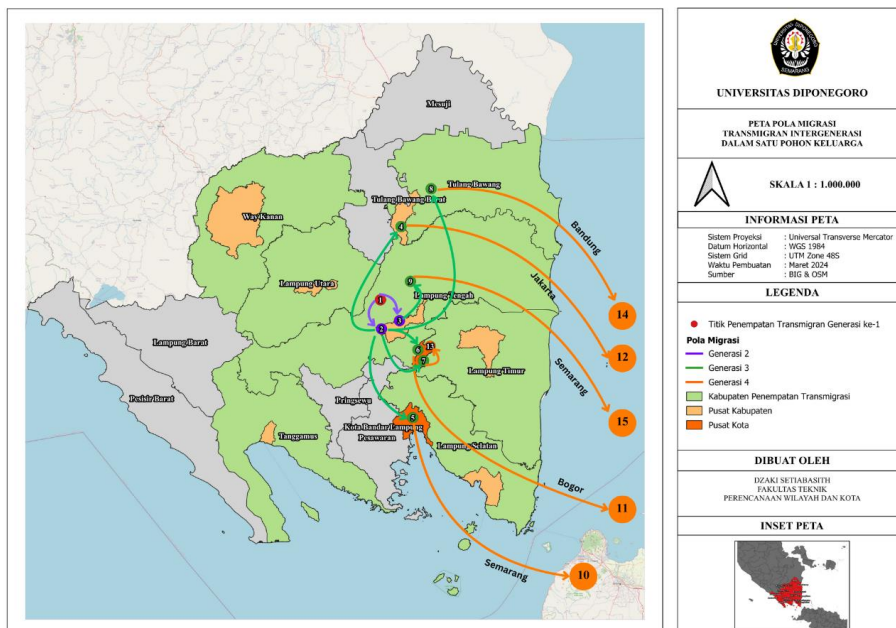 Mesuji
Tulang Bawang
Tulang Bawang Barat
Way Kanan
Lampung Utara
Lampung Tengah
Lampung Barat
Lampung Timur
Pesisir Barat
Pringsewu
Kota Bandar Lampung
Pesawaran
Tanggamus
Lampung Selatan
1
2
3
4
5
6
7
8
9
13
Bandung
14
Jakarta
12
Semarang
15
Bogor
11
Semarang
10
UNIVERSITAS DIPONEGORO
SEMARANG
UNIVERSITAS DIPONEGORO
PETA POLA MIGRASI
TRANSMIGRAN INTERGENERASI
DALAM SATU POHON KELUARGA
SKALA 1 : 1.000.000
INFORMASI PETA
Sistem Proyeksi : Universal Transverse Mercator
Datum Horizontal : WGS 1984
Sistem Grid : UTM Zone 48S
Waktu Pembuatan : Maret 2024
Sumber : BIG & OSM
LEGENDA
Titik Penempatan Transmigran Generasi ke-1
Pola Migrasi
Generasi 2
Generasi 3
Generasi 4
Kabupaten Penempatan Transmigrasi
Pusat Kabupaten
Pusat Kota
DIBUAT OLEH
DZAKI SETIABASITH
FAKULTAS TEKNIK
PERENCANAAN WILAYAH DAN KOTA
INSET PETA